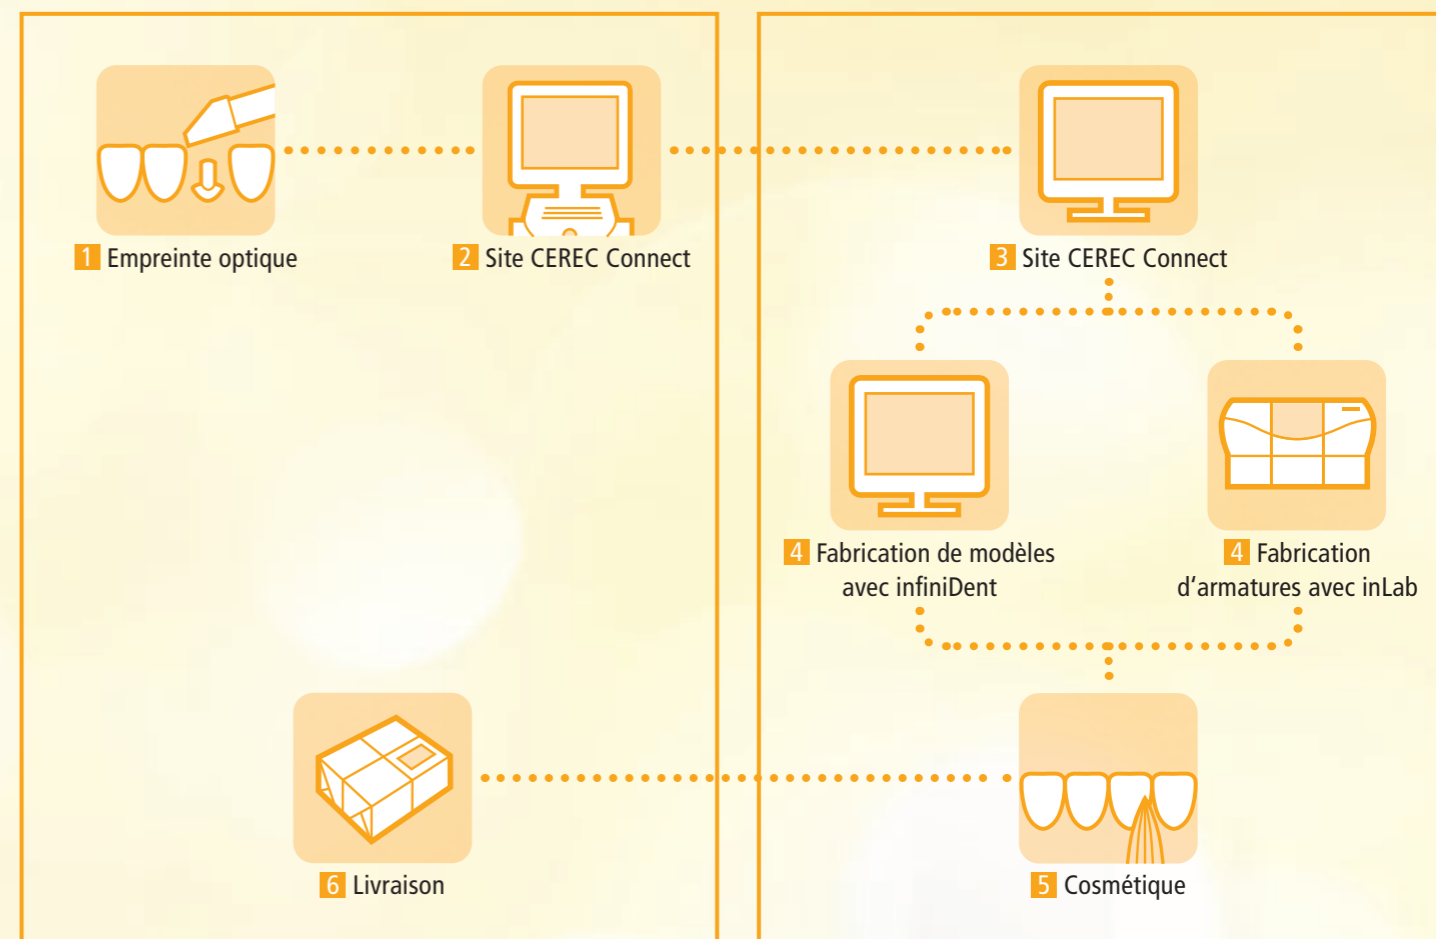 1 Empreinte optique
2 Site CEREC Connect
3 Site CEREC Connect
4 Fabrication de modèles
avec infiniDent
4 Fabrication
d‘armatures avec inLab
5 Cosmétique
6 Livraison